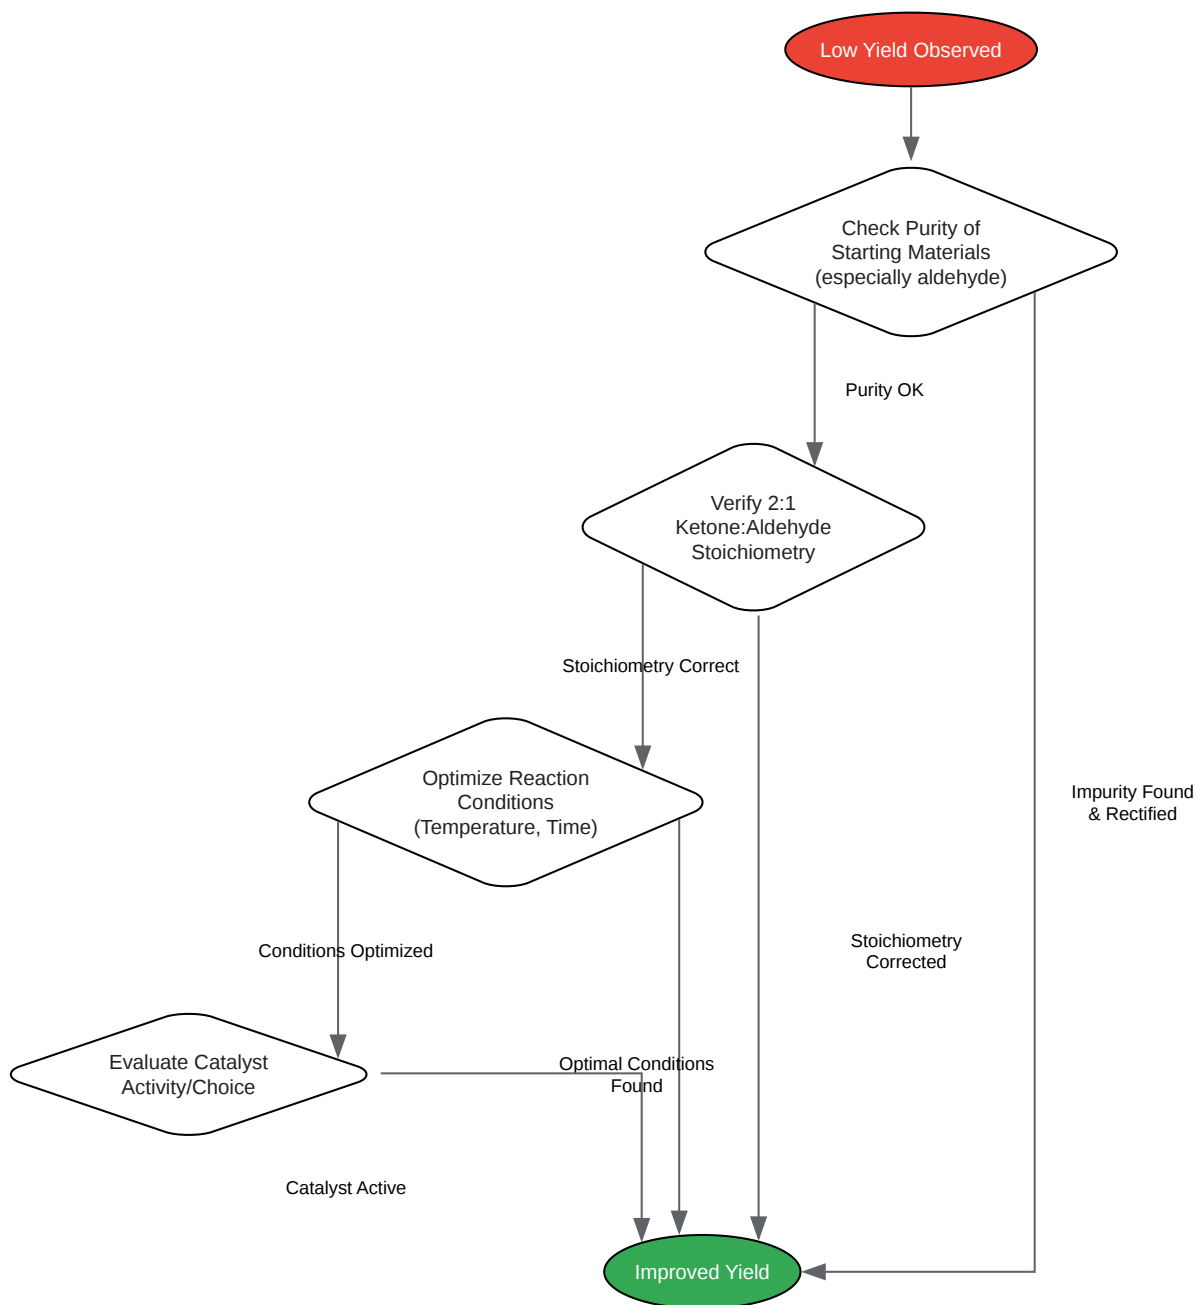 Low Yield Observed
Check Purity of
Starting Materials
(especially aldehyde)
Purity OK
Verify 2:1
Ketone:Aldehyde
Stoichiometry
Stoichiometry Correct
Optimize Reaction
Conditions
(Temperature, Time)
Impurity Found
& Rectified
Conditions Optimized
Stoichiometry
Corrected
Evaluate Catalyst
Activity/Choice
Optimal Conditions
Found
Catalyst Active
Improved Yield